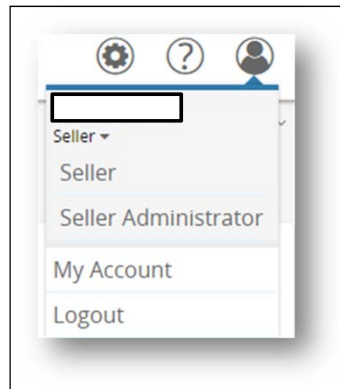 ?
Seller
Seller
Seller Administrator
My Account
Logout